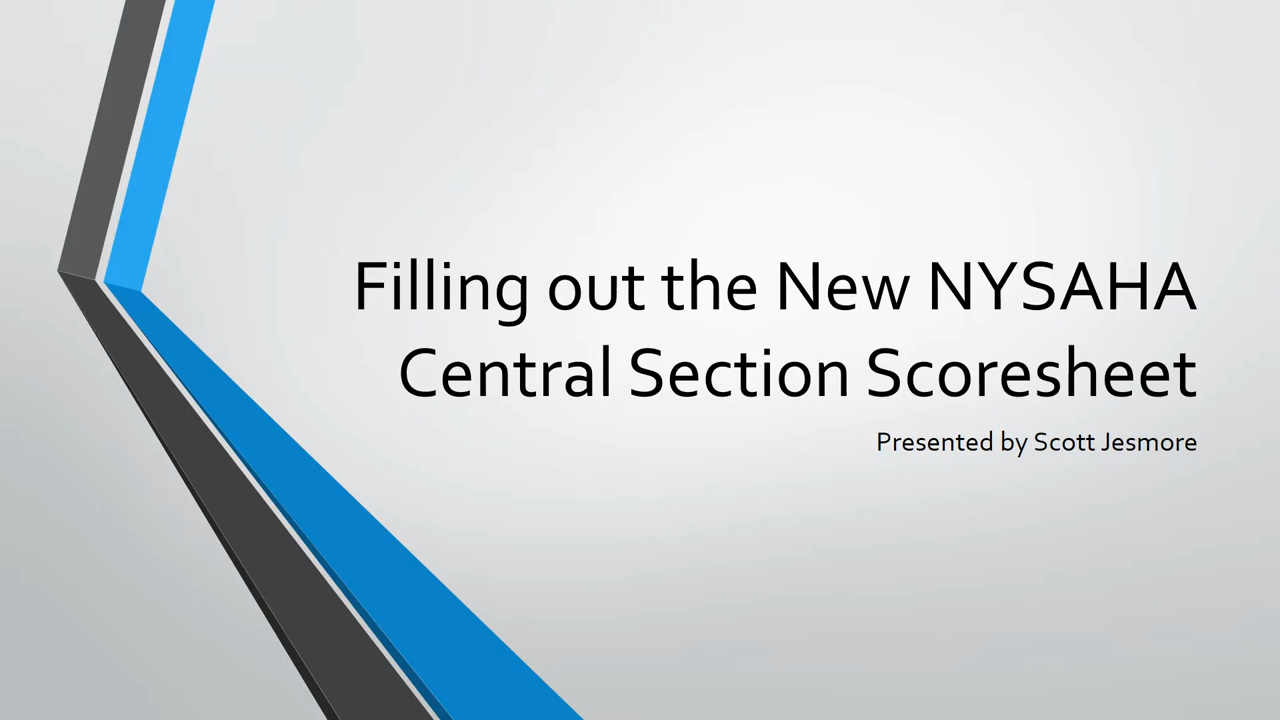 Filling out the New NYSAHA
Central Section Scoresheet
Presented by Scott Jesmore